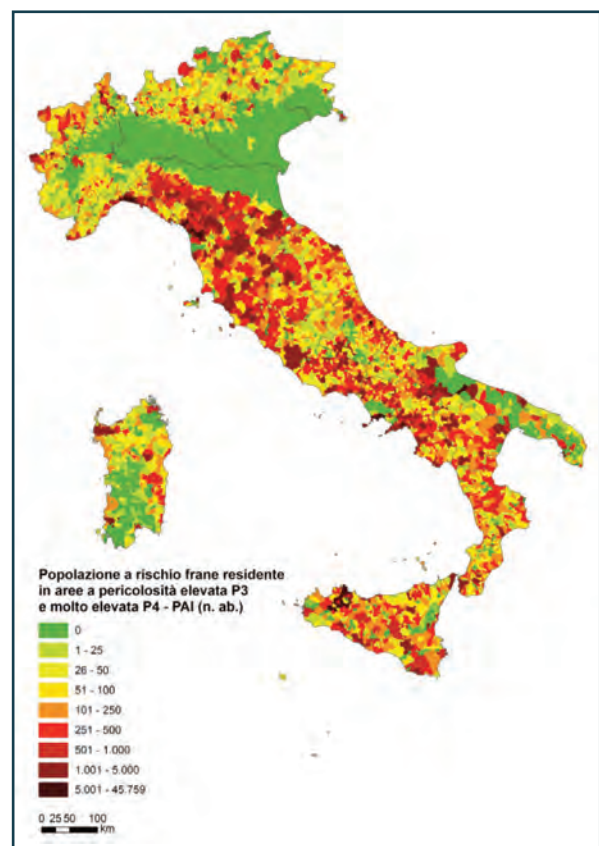 Popolazione a rischio frane residente
in aree a pericolosità elevata P3
e molto elevata P4 - PAI (n. ab.)
0
1 - 25
26 - 50
51 - 100
101 - 250
251 - 500
501 - 1.000
1.001 - 5.000
5.001 - 45.759
0 25 50 100
km